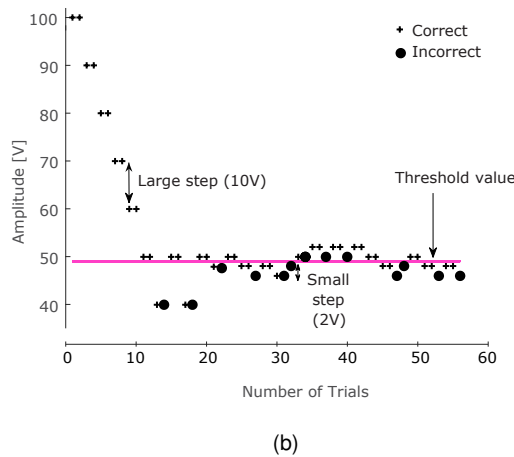 100
90
80
70
60
50
40
Amplitude [V]
+ Correct
● Incorrect
Large step (10V)
Threshold value
Small
step
(2V)
0
10
20
30
40
50
60
Number of Trials
(b)